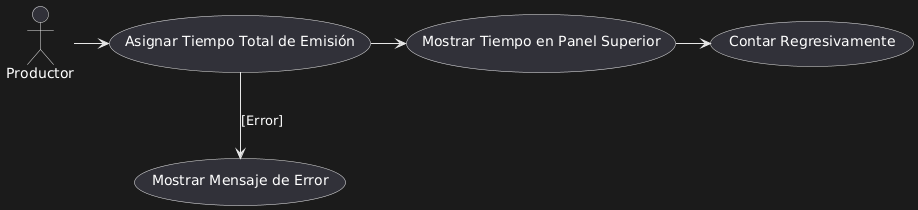 Productor
Asignar Tiempo Total de Emisión
Mostrar Tiempo en Panel Superior
Contar Regresivamente
[Error]
Mostrar Mensaje de Error